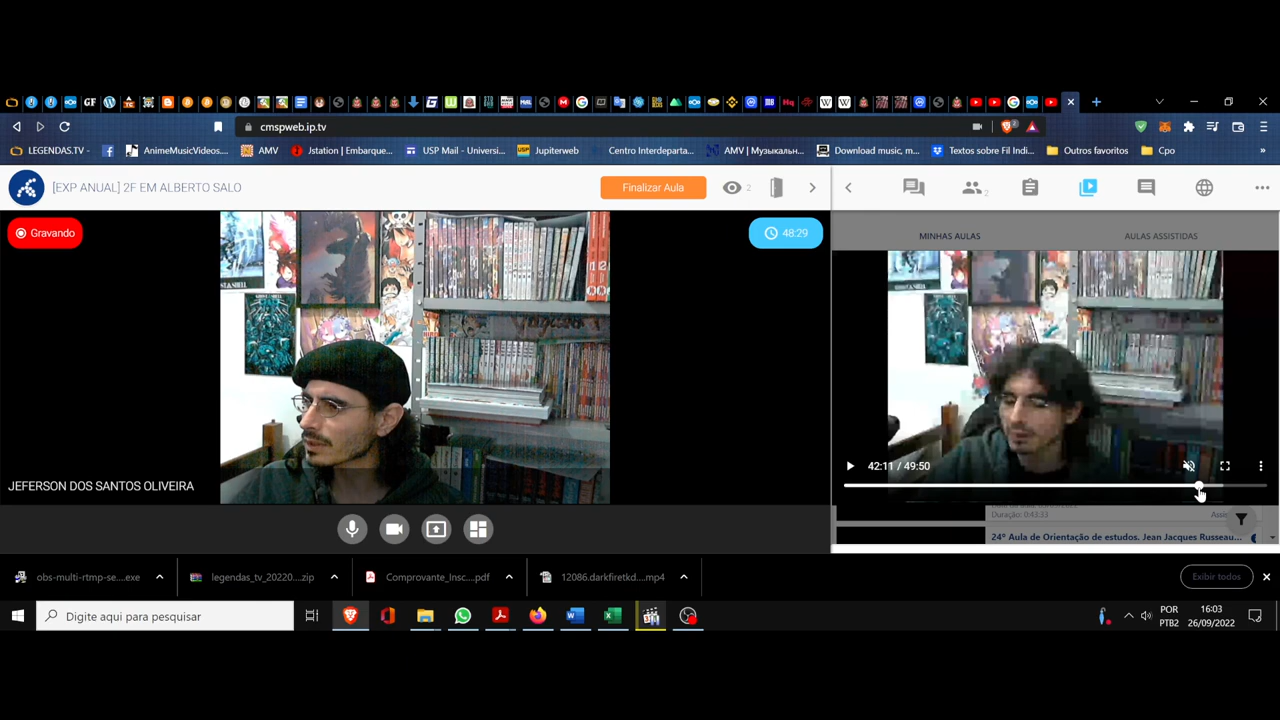 cmspweb.ip.tv
LEGENDAS.TV -
AnimeMusicVideos....
AMV
Jstation | Embarque...
USP Mail - Universi...
Jupiterweb
Centro Interdeparta...
AMV | Музыкальн...
Download music, m...
Textos sobre Fil Indi...
Outros favoritos
Cpo
»
[EXP ANUAL] 2F EM ALBERTO SALO
Finalizar Aula
2
2
Gravando
48:29
MINHAS AULAS
AULAS ASSISTIDAS
42:11 / 49:50
JEFERSON DOS SANTOS OLIVEIRA
Duração: 0:43:33
24º Aula de Orientação de estudos. Jean Jacques Russeau...
obs-multi-rtmp-se....exe
legendas_tv_20220....zip
Comprovante_Insc....pdf
12086.darkfiretkd....mp4
Exibir todos
Digite aqui para pesquisar
POR
PTB2
16:03
26/09/2022